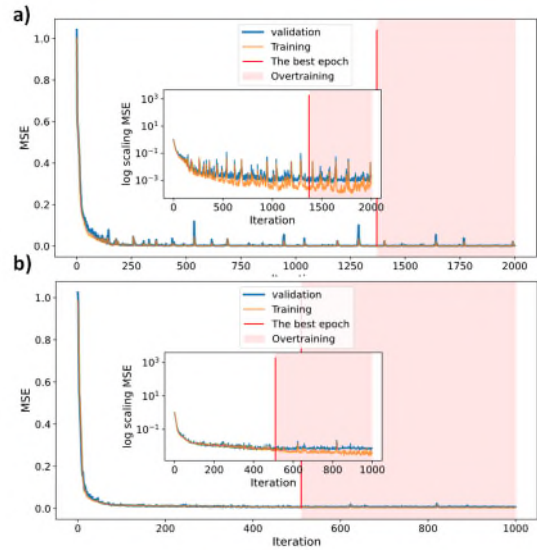 a)
validation
Training
The best epoch
Overtraining
MSE
1.0
0.8
0.6
0.4
0.2
0.0
log scaling MSE
10³
10¹
10⁻¹
10⁻³
0 500 1000 1500 2000
Iteration
0 250 500 750 1000 1250 1500 1750 2000
b)
validation
Training
The best epoch
Overtraining
MSE
1.0
0.8
0.6
0.4
0.2
0.0
log scaling MSE
10³
10¹
10⁻¹
0 200 400 600 800 1000
Iteration
0 200 400 600 800 1000
Iteration